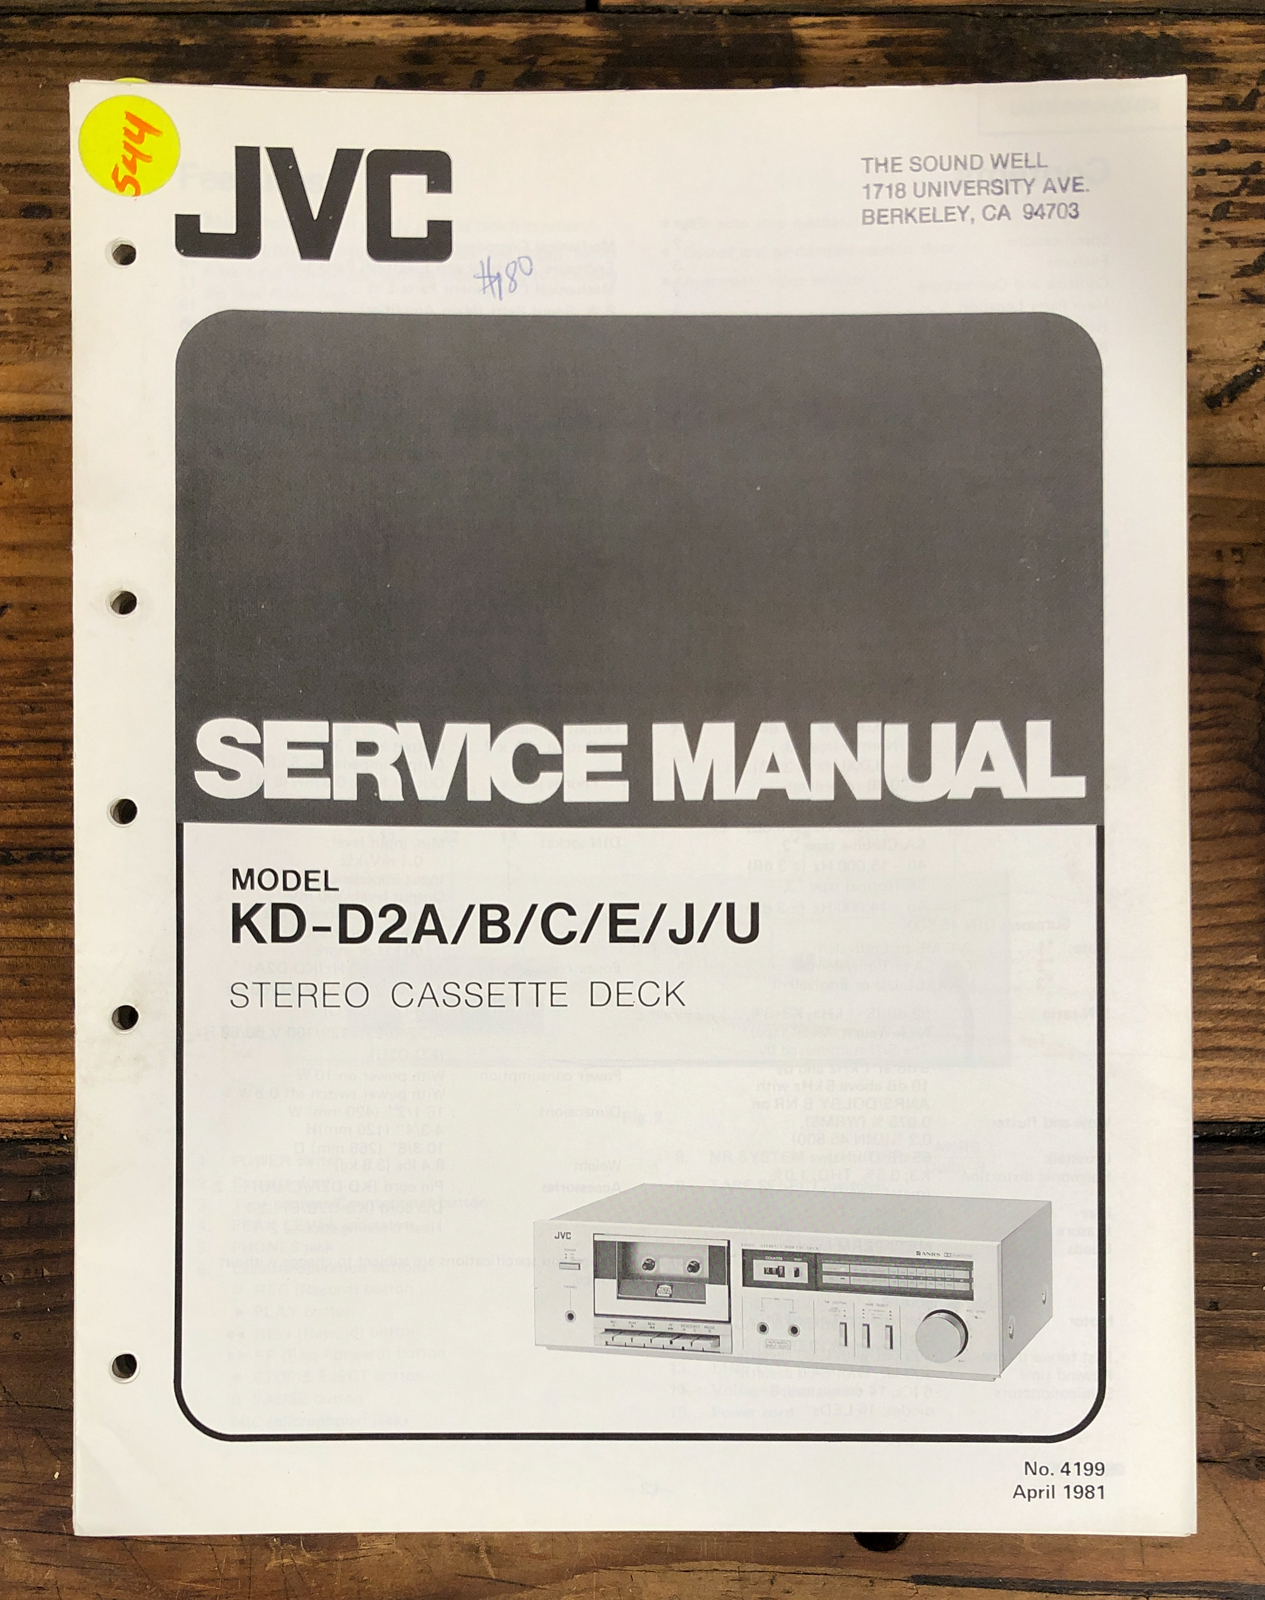 544
JVC
THE SOUND WELL
1718 UNIVERSITY AVE.
BERKELEY, CA 94703
#180
SERVICE MANUAL
MODEL
KD-D2A/B/C/E/J/U
STEREO CASSETTE DECK
JVC
ANRS
No. 4199
April 1981